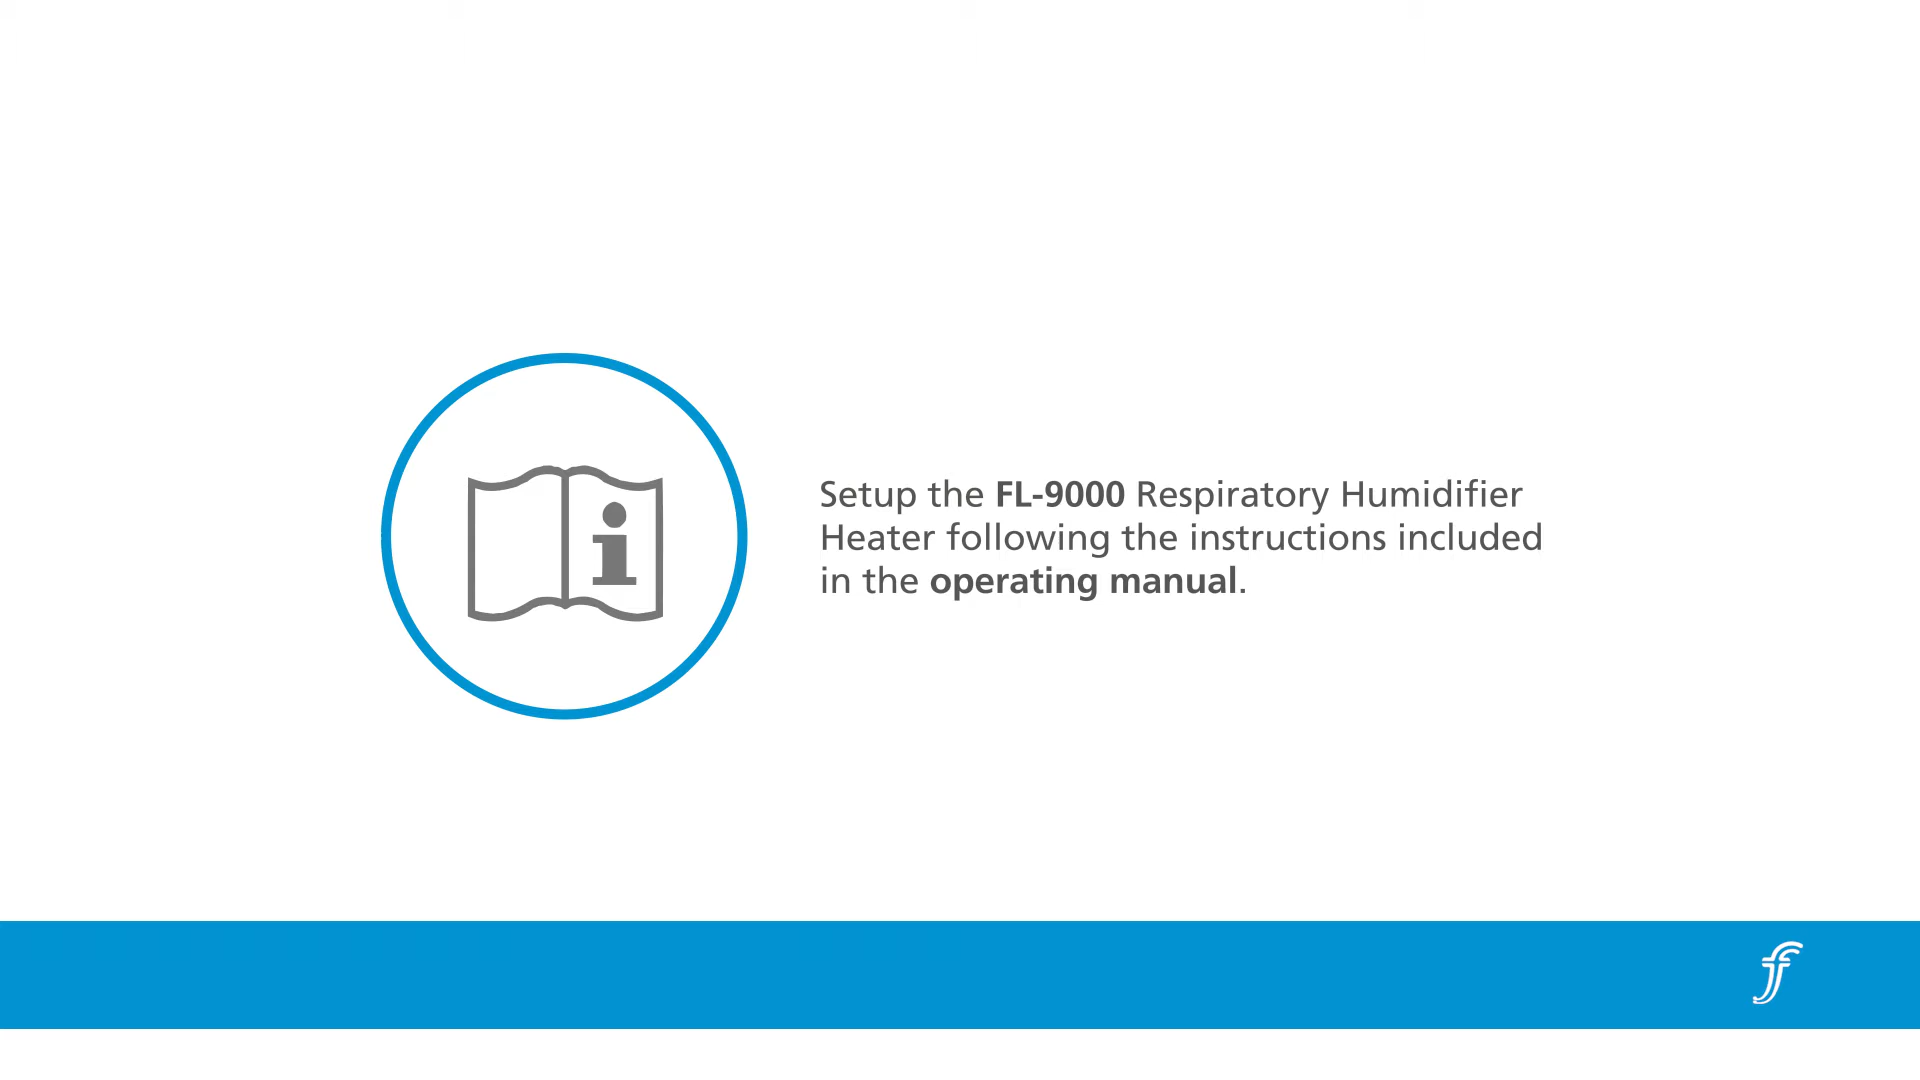 Setup the FL-9000 Respiratory Humidifier
Heater following the instructions included
in the operating manual.